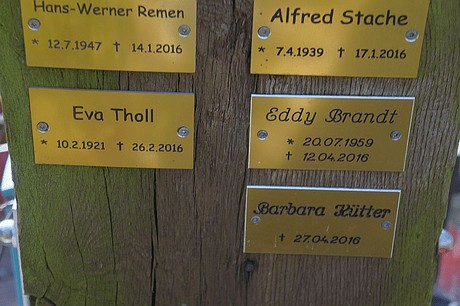 Hans-Werner Remen
* 12.7.1947 † 14.1.2016
Alfred Stache
* 7.4.1939 † 17.1.2016
Eva Tholl
* 10.2.1921 † 26.2.2016
Eddy Brandt
* 20.07.1959
† 12.04.2016
Barbara Hütter
† 27.04.2016